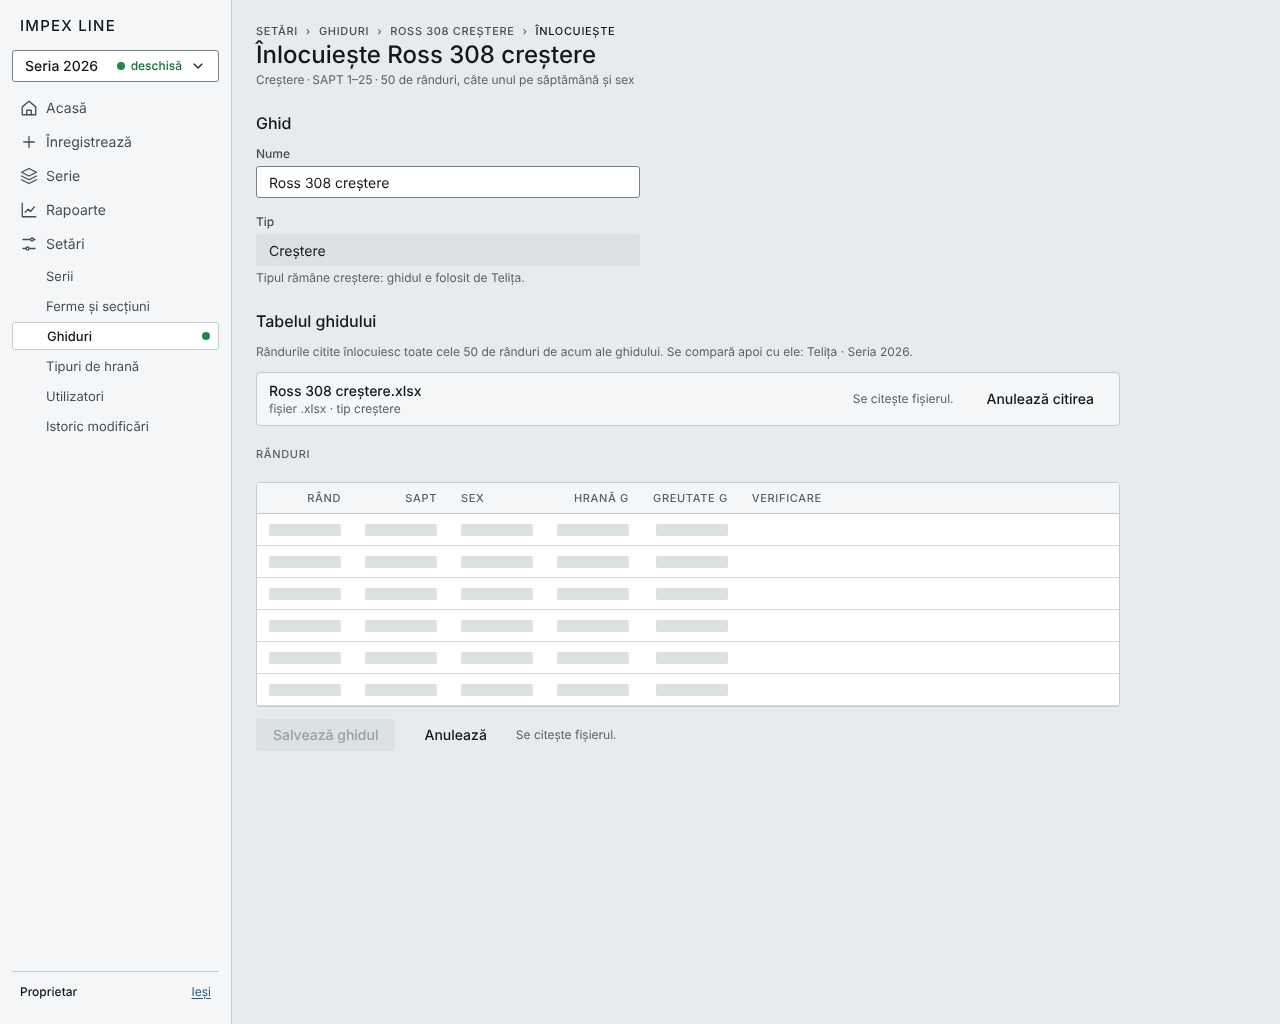 IMPEX LINE
Seria 2026 deschisă
Acasă
Înregistrează
Serie
Rapoarte
Setări
Serii
Ferme și secțiuni
Ghiduri
Tipuri de hrană
Utilizatori
Istoric modificări
Proprietar Ieși
SETĂRI › GHIDURI › ROSS 308 CREȘTERE › ÎNLOCUIEȘTE
Înlocuiește Ross 308 creștere
Creștere · SAPT 1–25 · 50 de rânduri, câte unul pe săptămână și sex
Ghid
Nume
Ross 308 creștere
Tip
Creștere
Tipul rămâne creștere: ghidul e folosit de Telița.
Tabelul ghidului
Rândurile citite înlocuiesc toate cele 50 de rânduri de acum ale ghidului. Se compară apoi cu ele: Telița · Seria 2026.
Ross 308 creștere.xlsx
fișier .xlsx · tip creștere
Se citește fișierul. Anulează citirea
RÂNDURI
RÂND SAPT SEX HRANĂ G GREUTATE G VERIFICARE
Salvează ghidul Anulează Se citește fișierul.